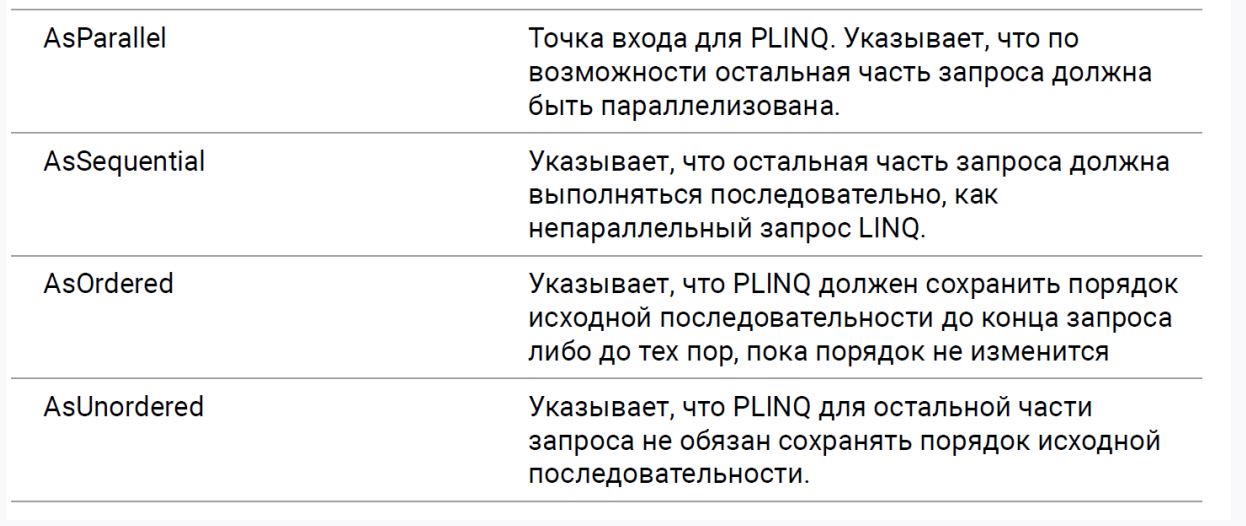 AsParallel
Точка входа для PLINQ. Указывает, что по
возможности остальная часть запроса должна
быть параллелизована.
AsSequential
Указывает, что остальная часть запроса должна
выполняться последовательно, как
непараллельный запрос LINQ.
AsOrdered
Указывает, что PLINQ должен сохранить порядок
исходной последовательности до конца запроса
либо до тех пор, пока порядок не изменится
AsUnordered
Указывает, что PLINQ для остальной части
запроса не обязан сохранять порядок исходной
последовательности.